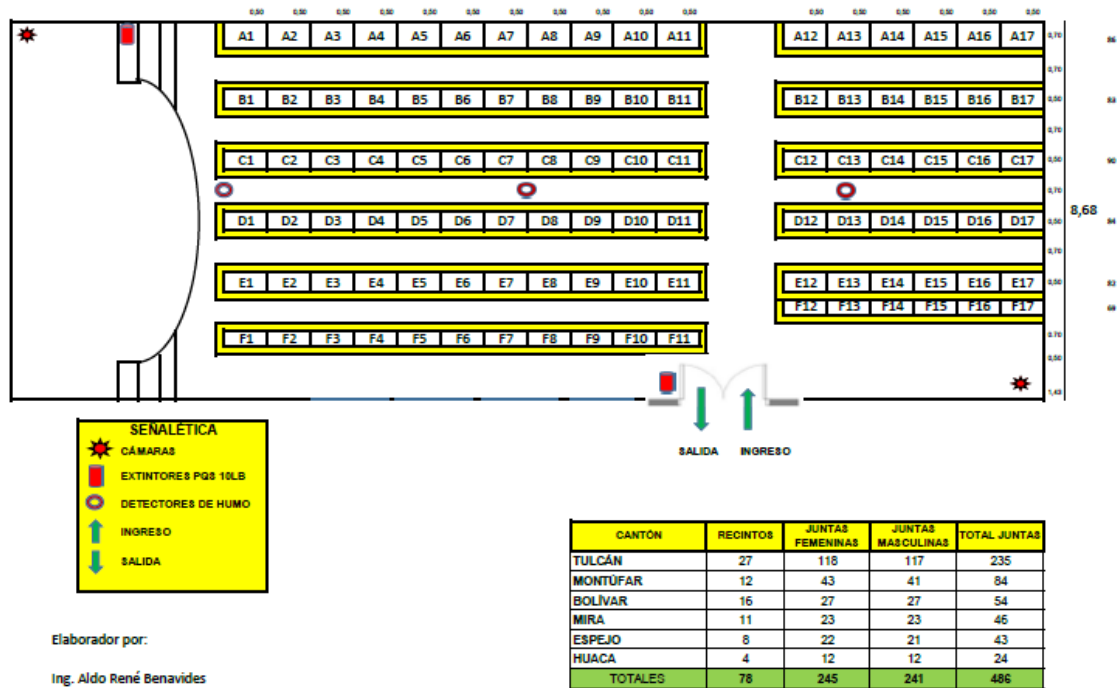 0,50 0,50 0,50 0,50 0,50 0,50 0,50 0,50 0,50 0,50 0,50 0,50 0,50 0,50 0,50 0,50 0,50
A1 A2 A3 A4 A5 A6 A7 A8 A9 A10 A11 A12 A13 A14 A15 A16 A17 0,70 86
0,70
B1 B2 B3 B4 B5 B6 B7 B8 B9 B10 B11 B12 B13 B14 B15 B16 B17 0,50 83
0,70
C1 C2 C3 C4 C5 C6 C7 C8 C9 C10 C11 C12 C13 C14 C15 C16 C17 0,50 90
0,70
8,68
D1 D2 D3 D4 D5 D6 D7 D8 D9 D10 D11 D12 D13 D14 D15 D16 D17 0,50 84
0,70
E1 E2 E3 E4 E5 E6 E7 E8 E9 E10 E11 E12 E13 E14 E15 E16 E17 0,50
F12 F13 F14 F15 F16 F17
F1 F2 F3 F4 F5 F6 F7 F8 F9 F10 F11 0,70
0,50
1,43
SALIDA INGRESO
SEÑALÉTICA
CÁMARAS
EXTINTORES PQS 10LB
DETECTORES DE HUMO
INGRESO
SALIDA
CANTÓN RECINTOS JUNTAS FEMENINAS JUNTAS MASCULINAS TOTAL JUNTAS
TULCÁN 27 118 117 235
MONTÚFAR 12 43 41 84
BOLÍVAR 16 27 27 54
MIRA 11 23 23 46
ESPEJO 8 22 21 43
HUACA 4 12 12 24
TOTALES 78 245 241 486
Elaborador por:
Ing. Aldo René Benavides